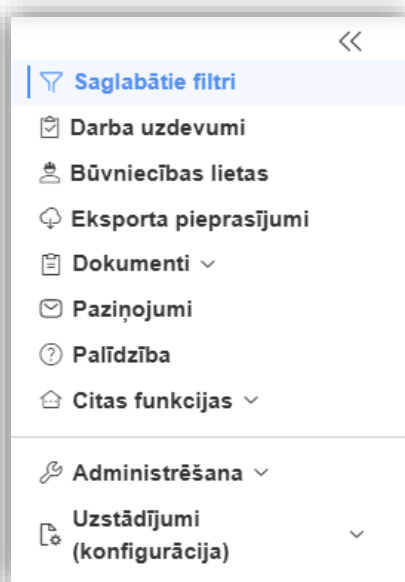 Saglabātie filtri
Darba uzdevumi
Būvniecības lietas
Eksporta pieprasījumi
Dokumenti
Paziņojumi
Palīdzība
Citas funkcijas
Administrēšana
Uzstādījumi
(konfigurācija)